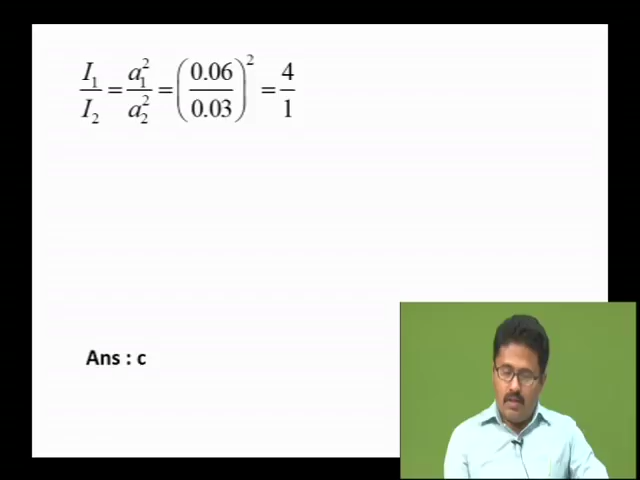 I₁/I₂ = a₁²/a₂² = (0.06/0.03)² = 4/1
Ans : c